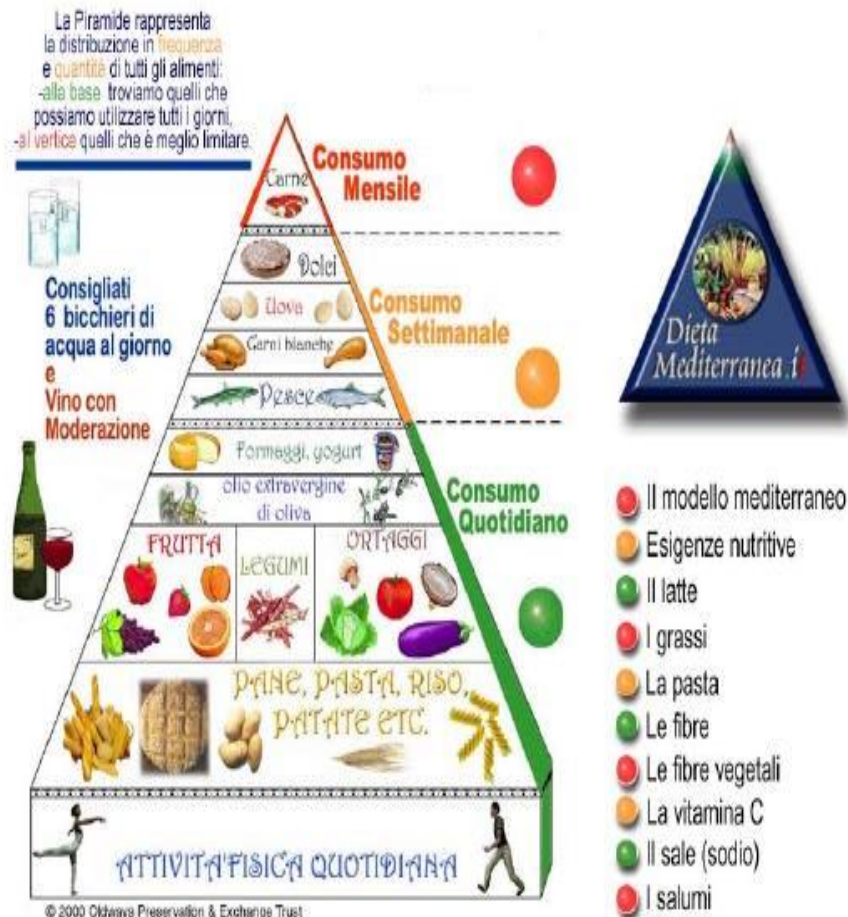 La Piramide rappresenta
la distribuzione in frequenza
e quantità di tutti gli alimenti:
-alla base troviamo quelli che
possiamo utilizzare tutti i giorni,
-al vertice quelli che è meglio limitare.
Consigliati
6 bicchieri di
acqua al giorno
e
Vino con
Moderazione
Carne
Consumo
Mensile
Dolci
Uova
Carni bianche
Pesce
Consumo
Settimanale
Formaggi, yogurt
olio extravergine
di oliva
FRUTTA
LEGUMI
ORTAGGI
PANE, PASTA, RISO,
PATATE ETC.
Consumo
Quotidiano
ATTIVITA'FISICA QUOTIDIANA
© 2000 Oldways Preservation & Exchange Trust
Dieta
Mediterranea.it
Il modello mediterraneo
Esigenze nutritive
Il latte
I grassi
La pasta
Le fibre
Le fibre vegetali
La vitamina C
Il sale (sodio)
I salumi